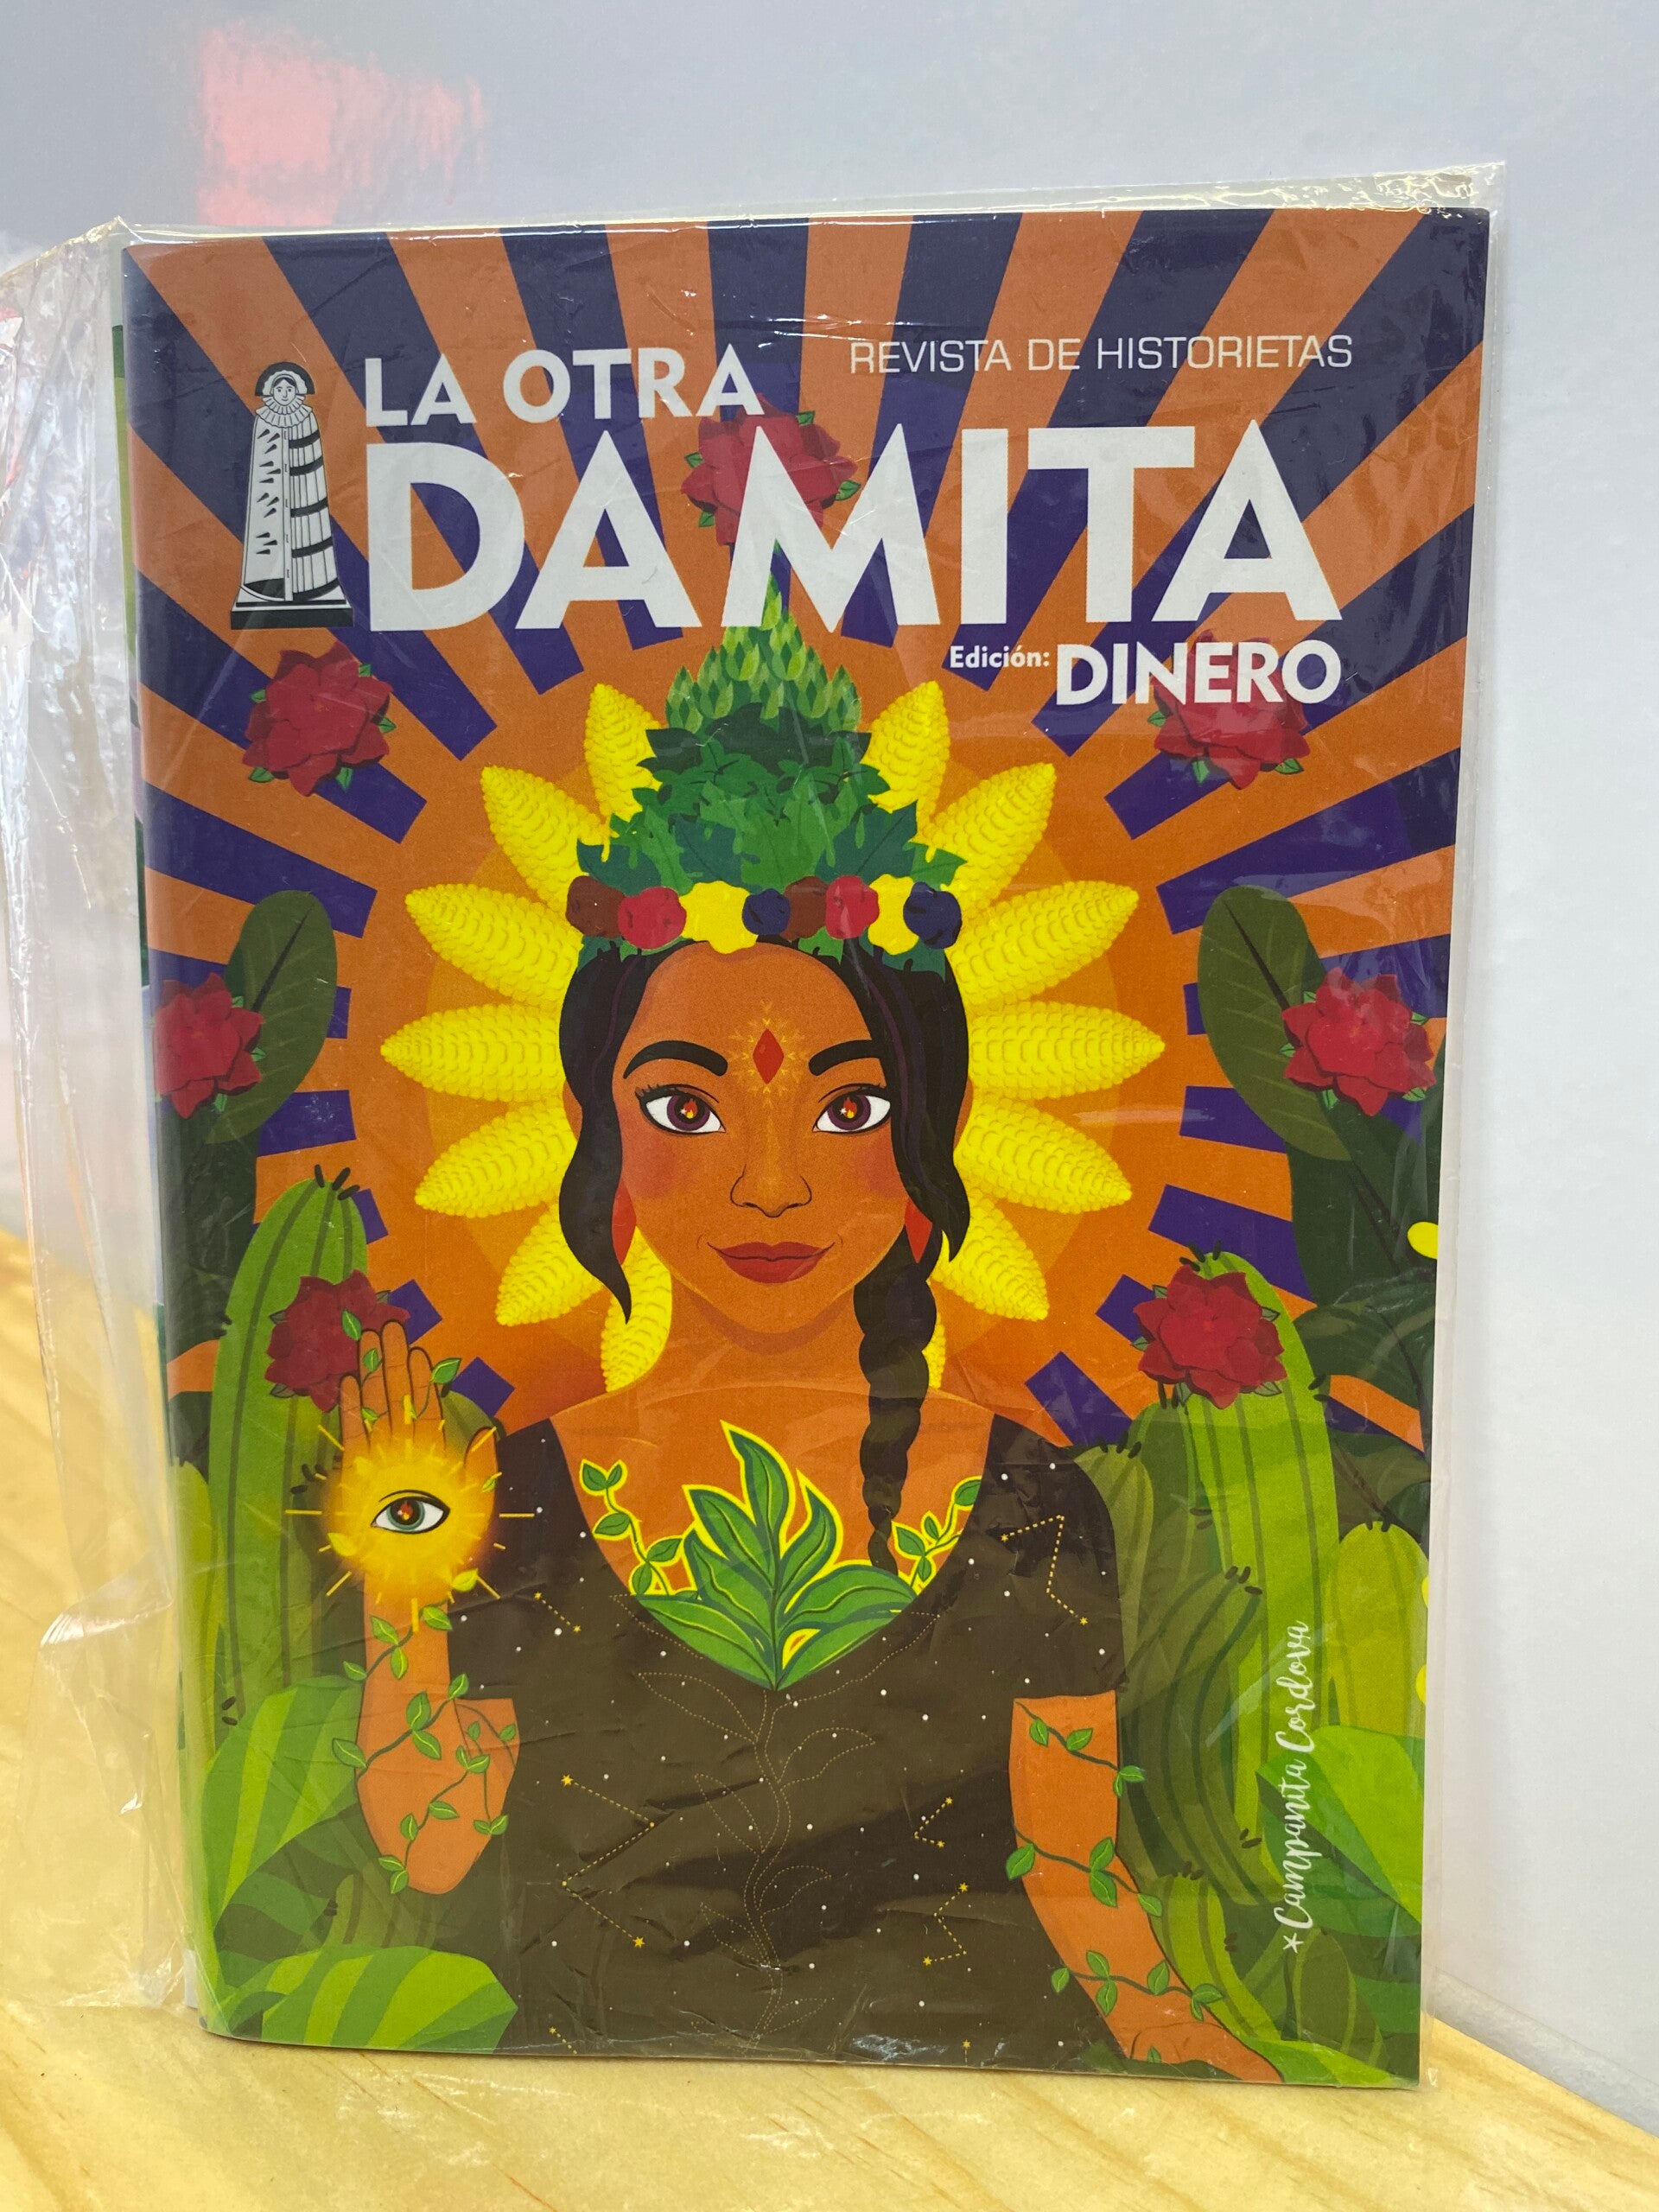 LA OTRA
REVISTA DE HISTORIETAS
DAMITA
Edición: DINERO
Campanita Cordova